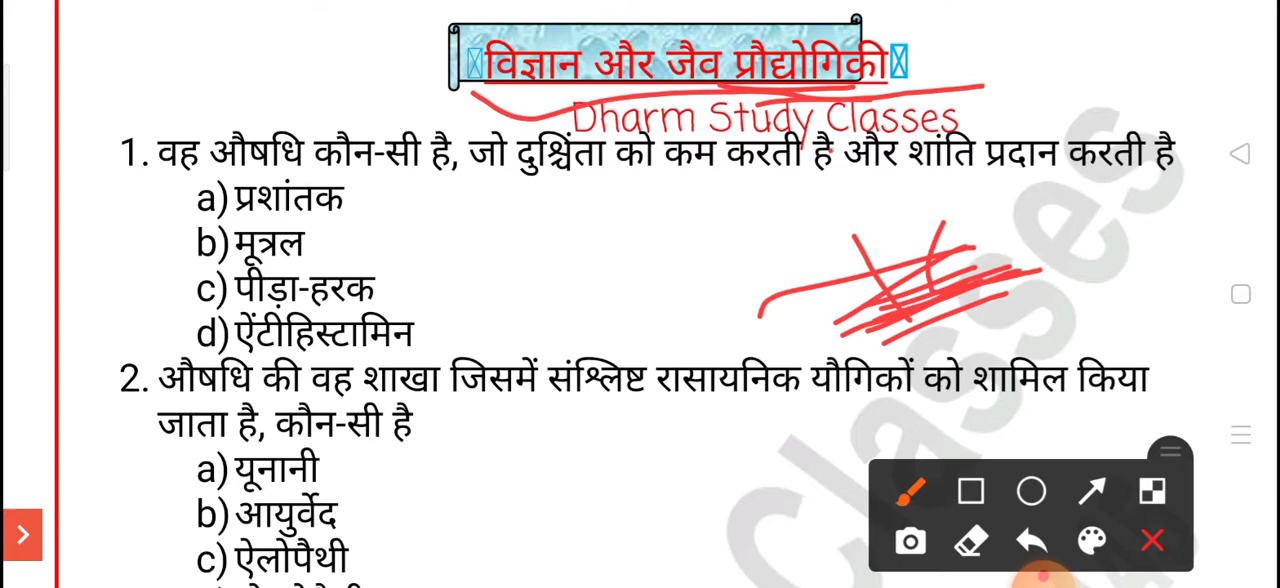 विज्ञान और जैव प्रौद्योगिकी
Dharm Study Classes
1. वह औषधि कौन-सी है, जो दुश्चिंता को कम करती है और शांति प्रदान करती है
a) प्रशांतक
b) मूत्रल
c) पीड़ा-हरक
d) ऐंटीहिस्टामिन
2. औषधि की वह शाखा जिसमें संश्लिष्ट रासायनिक यौगिकों को शामिल किया
जाता है, कौन-सी है
a) यूनानी
b) आयुर्वेद
c) ऐलोपैथी
Classes